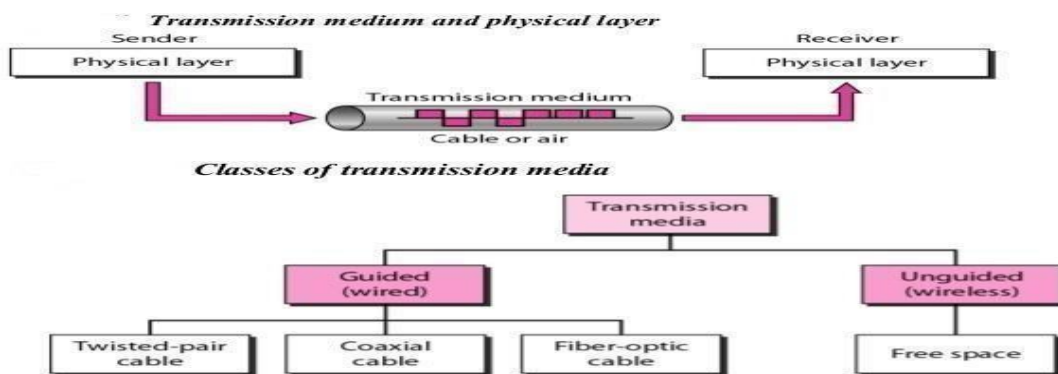 Transmission medium and physical layer
Sender
Receiver
Physical layer
Physical layer
Transmission medium
Cable or air
Classes of transmission media
Transmission
media
Guided
(wired)
Unguided
(wireless)
Twisted-pair
cable
Coaxial
cable
Fiber-optic
cable
Free space